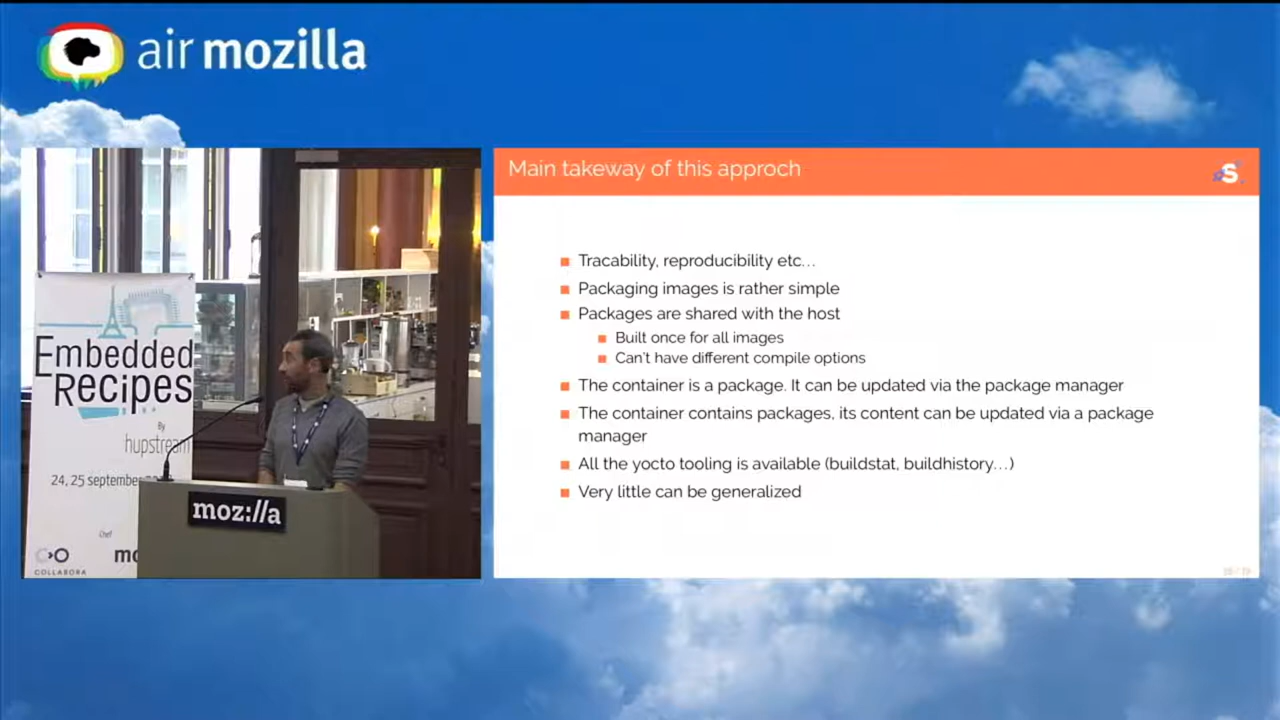 air mozilla
Embedded
Recipes
By
hupstream
24, 25 september
Chef
COLLABORA
moz://a
Main takeway of this approch
S
Tracability, reproducibility etc…
Packaging images is rather simple
Packages are shared with the host
Built once for all images
Can't have different compile options
The container is a package. It can be updated via the package manager
The container contains packages, its content can be updated via a package
manager
All the yocto tooling is available (buildstat, buildhistory…)
Very little can be generalized